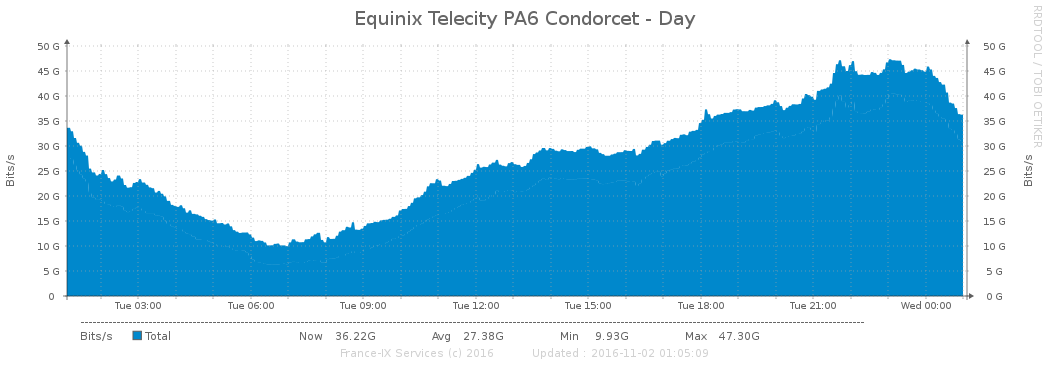 Equinix Telecity PA6 Condorcet - Day
RRDTOOL / TOBI OETIKER
Bits/s
50 G 50 G
45 G 45 G
40 G 40 G
35 G 35 G
30 G 30 G
25 G 25 G
20 G 20 G
15 G 15 G
10 G 10 G
5 G 5 G
0 0 G
Bits/s
Tue 03:00 Tue 06:00 Tue 09:00 Tue 12:00 Tue 15:00 Tue 18:00 Tue 21:00 Wed 00:00
Bits/s Total Now 36.22G Avg 27.38G Min 9.93G Max 47.30G
France-IX Services (c) 2016 Updated : 2016-11-02 01:05:09